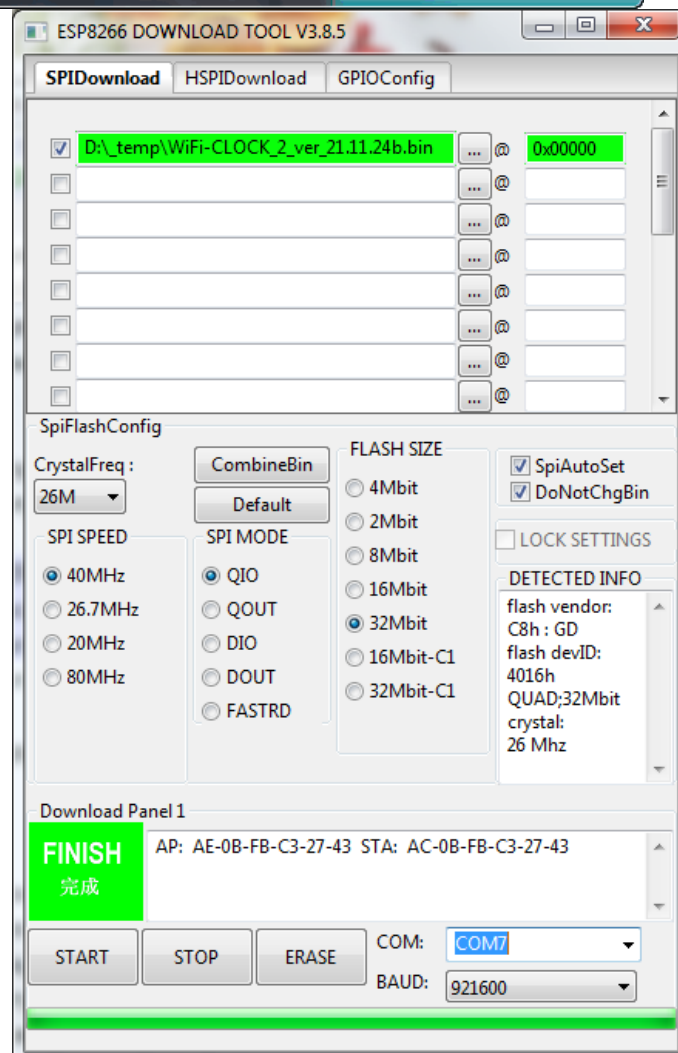 ESP8266 DOWNLOAD TOOL V3.8.5
SPIDownload HSPIDownload GPIOConfig
D:\_temp\WiFi-CLOCK_2_ver_21.11.24b.bin ... @ 0x00000
... @
... @
... @
... @
... @
... @
... @
SpiFlashConfig
CrystalFreq :
26M
CombineBin
Default
SPI SPEED
40MHz
26.7MHz
20MHz
80MHz
SPI MODE
QIO
QOUT
DIO
DOUT
FASTRD
FLASH SIZE
4Mbit
2Mbit
8Mbit
16Mbit
32Mbit
16Mbit-C1
32Mbit-C1
SpiAutoSet
DoNotChgBin
LOCK SETTINGS
DETECTED INFO
flash vendor:
C8h : GD
flash devID:
4016h
QUAD;32Mbit
crystal:
26 Mhz
Download Panel 1
FINISH
完成
AP: AE-0B-FB-C3-27-43 STA: AC-0B-FB-C3-27-43
START STOP ERASE
COM: COM7
BAUD: 921600